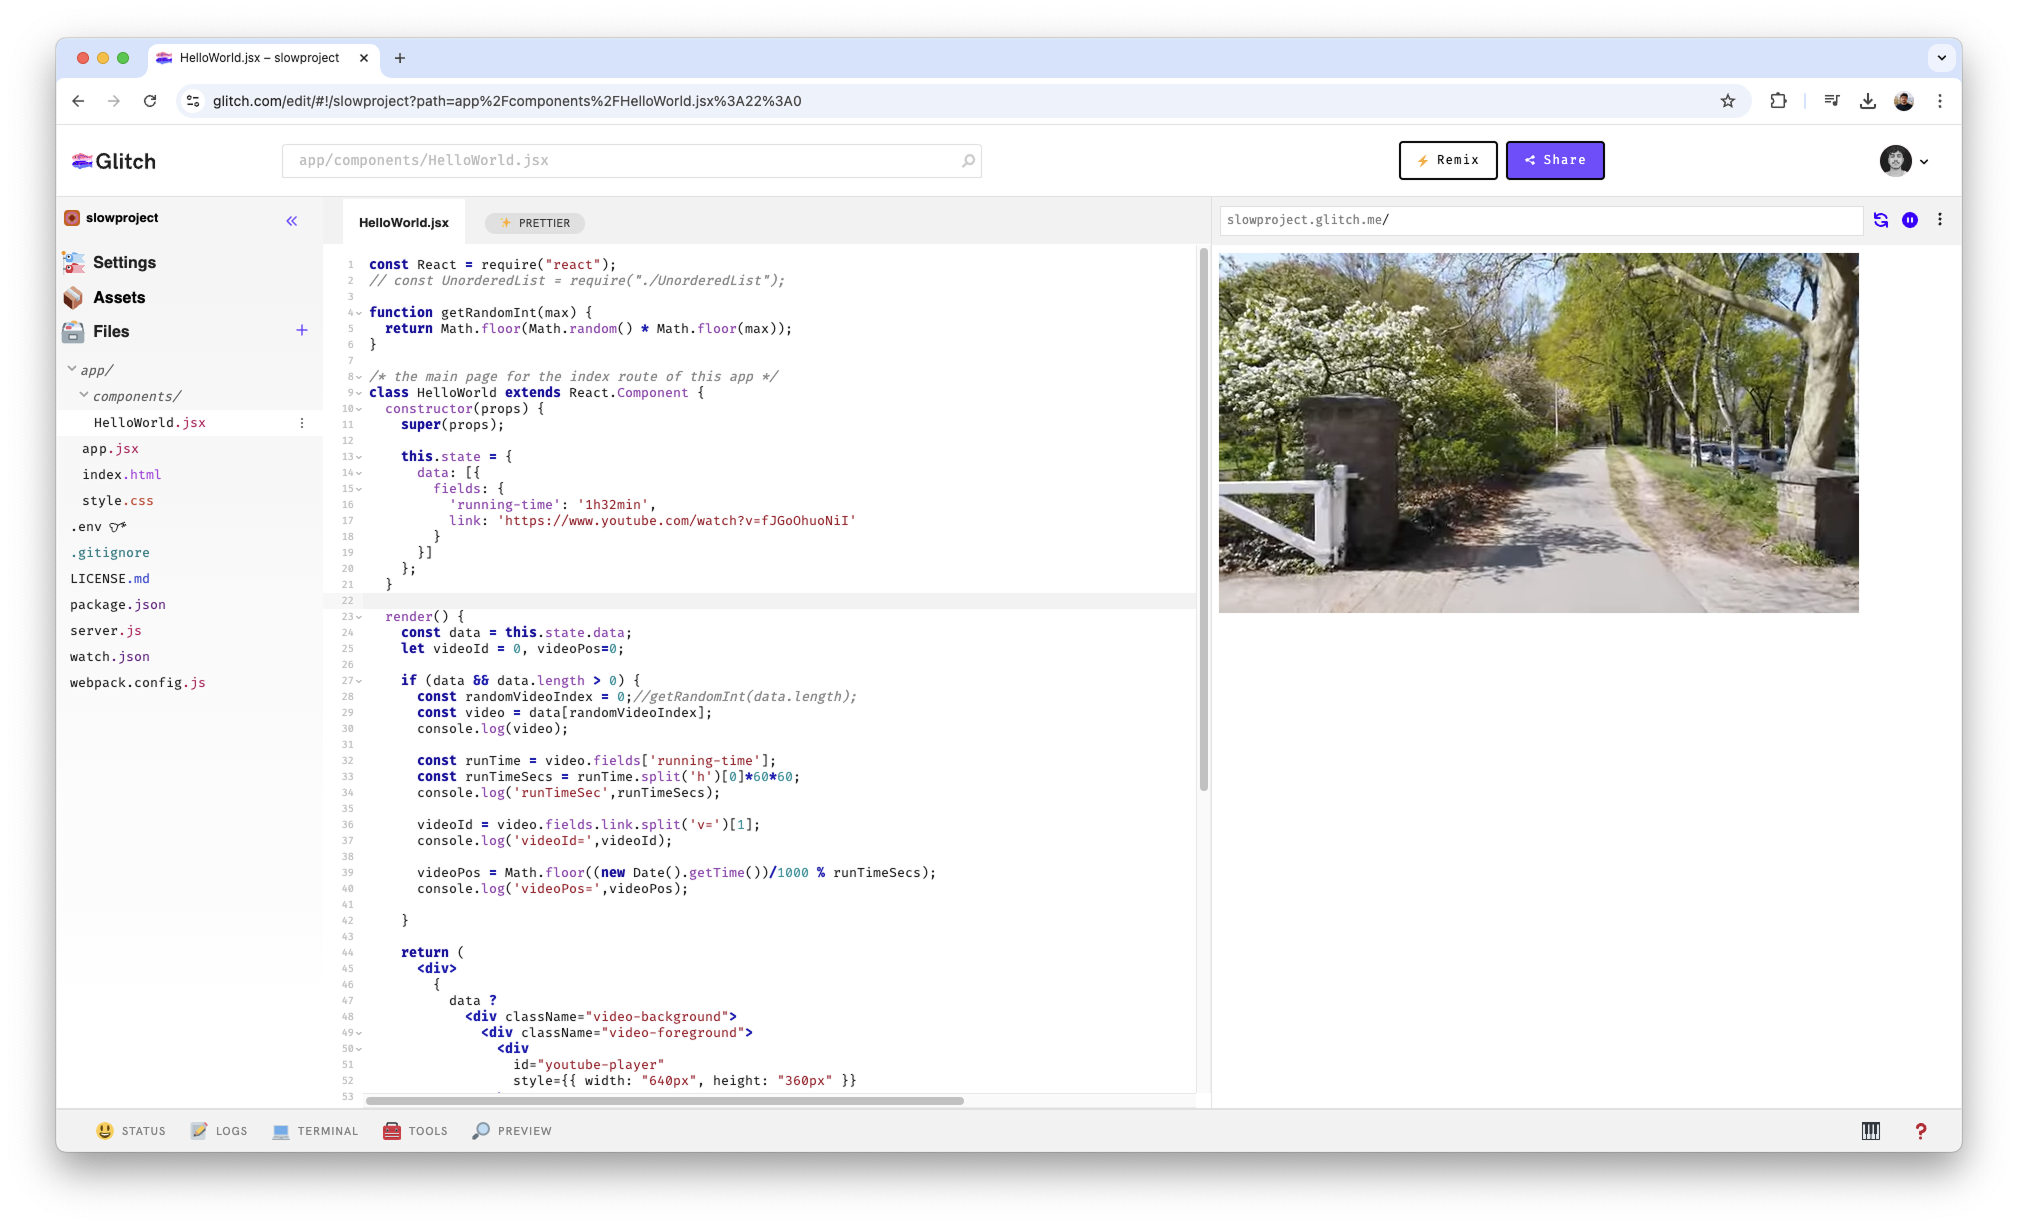 HelloWorld.jsx – slowproject
glitch.com/edit/#!/slowproject?path=app%2Fcomponents%2FHelloWorld.jsx%3A22%3A0
Glitch
app/components/HelloWorld.jsx
Remix
Share
slowproject
Settings
Assets
Files
app/
components/
HelloWorld.jsx
app.jsx
index.html
style.css
.env
.gitignore
LICENSE.md
package.json
server.js
watch.json
webpack.config.js
HelloWorld.jsx
PRETTIER
1 const React = require("react");
2 // const UnorderedList = require("./UnorderedList");
3
4 function getRandomInt(max) {
5   return Math.floor(Math.random() * Math.floor(max));
6 }
7
8 /* the main page for the index route of this app */
9 class HelloWorld extends React.Component {
10   constructor(props) {
11     super(props);
12
13     this.state = {
14       data: [{
15         fields: {
16           'running-time': '1h32min',
17           link: 'https://www.youtube.com/watch?v=fJGoOhuoNiI'
18         }
19       }]
20     };
21   }
22
23   render() {
24     const data = this.state.data;
25     let videoId = 0, videoPos=0;
26
27     if (data && data.length > 0) {
28       const randomVideoIndex = 0;//getRandomInt(data.length);
29       const video = data[randomVideoIndex];
30       console.log(video);
31
32       const runTime = video.fields['running-time'];
33       const runTimeSecs = runTime.split('h')[0]*60*60;
34       console.log('runTimeSec',runTimeSecs);
35
36       videoId = video.fields.link.split('v=')[1];
37       console.log('videoId=',videoId);
38
39       videoPos = Math.floor((new Date().getTime())/1000 % runTimeSecs);
40       console.log('videoPos=',videoPos);
41
42     }
43
44     return (
45       <div>
46         {
47           data ?
48             <div className="video-background">
49               <div className="video-foreground">
50                 <div
51                   id="youtube-player"
52                   style={{ width: "640px", height: "360px" }}
53
slowproject.glitch.me/
STATUS
LOGS
TERMINAL
TOOLS
PREVIEW
?